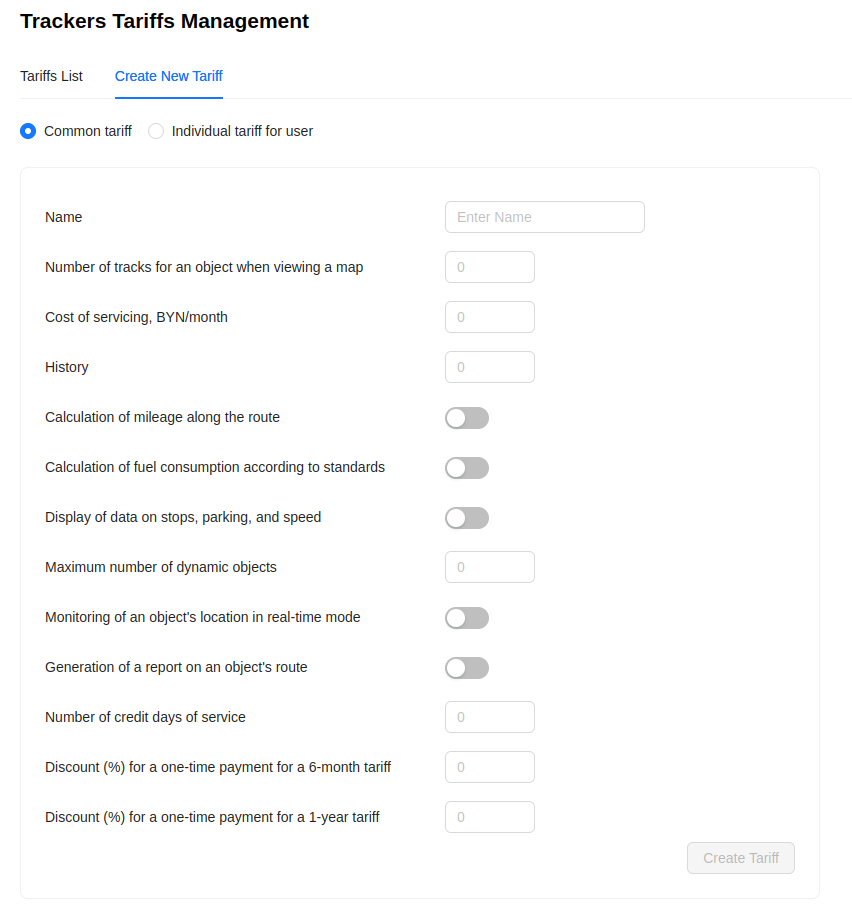 Trackers Tariffs Management
Tariffs List Create New Tariff
Common tariff Individual tariff for user
Name Enter Name
Number of tracks for an object when viewing a map 0
Cost of servicing, BYN/month 0
History 0
Calculation of mileage along the route
Calculation of fuel consumption according to standards
Display of data on stops, parking, and speed
Maximum number of dynamic objects 0
Monitoring of an object's location in real-time mode
Generation of a report on an object's route
Number of credit days of service 0
Discount (%) for a one-time payment for a 6-month tariff 0
Discount (%) for a one-time payment for a 1-year tariff 0
Create Tariff